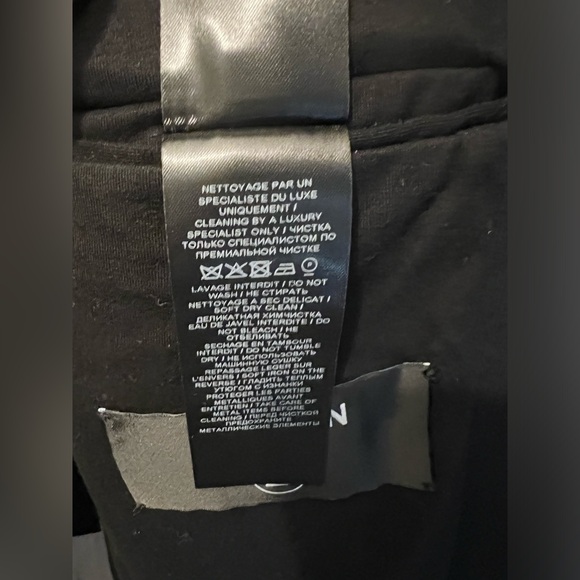 NETTOYAGE PAR UN
SPECIALISTE DU LUXE
UNIQUEMENT /
CLEANING BY A LUXURY
SPECIALIST ONLY / ЧИСТКА
ТОЛЬКО СПЕЦИАЛИСТОМ ПО
ПРЕМИАЛЬНОЙ ЧИСТКЕ
LAVAGE INTERDIT / DO NOT
WASH / НЕ СТИРАТЬ
NETTOYAGE A SEC DELICAT /
SOFT DRY CLEAN /
ДЕЛИКАТНАЯ ХИМЧИСТКА
EAU DE JAVEL INTERDITE / DO
NOT BLEACH / НЕ
ОТБЕЛИВАТЬ
SECHAGE EN TAMBOUR
INTERDIT / DO NOT TUMBLE
DRY / НЕ ИСПОЛЬЗОВАТЬ
МАШИННУЮ СУШКУ
REPASSAGE LEGER SUR
L'ENVERS / SOFT IRON ON THE
REVERSE / ГЛАДИТЬ ТЕПЛЫМ
УТЮГОМ С ИЗНАНКИ
PROTEGER LES PARTIES
METALLIQUES AVANT
ENTRETIEN / TAKE CARE OF
METAL ITEMS BEFORE
CLEANING / ПЕРЕД ЧИСТКОЙ
ПРЕДОХРАНИТЕ
МЕТАЛЛИЧЕСКИЕ ЭЛЕМЕНТЫ
N